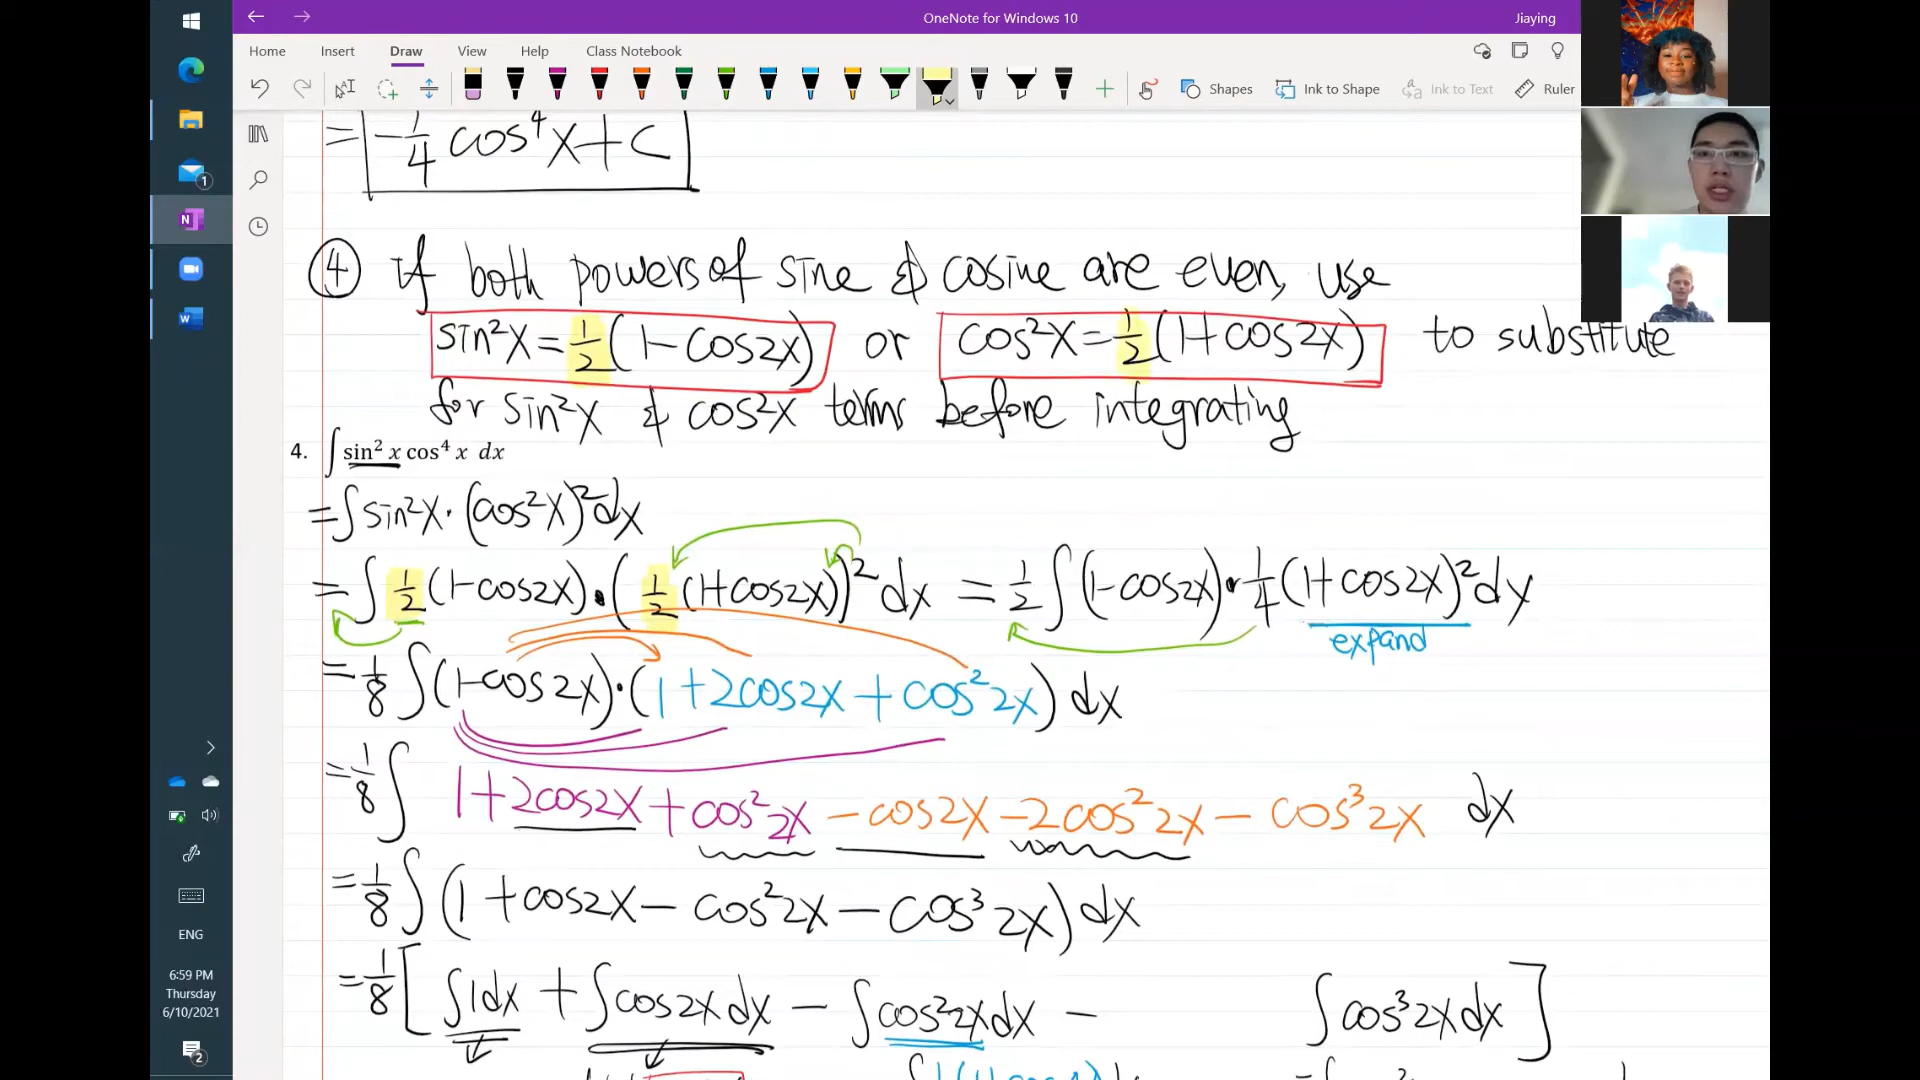 OneNote for Windows 10
Jiaying
Home Insert Draw View Help Class Notebook
Shapes Ink to Shape Ink to Text Ruler
= -1/4 cos⁴x + C
④ if both powers of sine & cosine are even, use
sin²x = 1/2 (1 - cos2x) or cos²x = 1/2 (1 + cos2x) to substitute
for sin²x & cos²x terms before integrating
4. ∫ sin² x cos⁴ x dx
= ∫ sin²x · (cos²x)² dx
= ∫ 1/2 (1-cos2x) · (1/2 (1+cos2x))² dx = 1/2 ∫ (1-cos2x) · 1/4 (1+cos2x)² dx
expand
= 1/8 ∫ (1-cos2x) · (1 + 2cos2x + cos²2x) dx
= 1/8 ∫ 1 + 2cos2x + cos²2x - cos2x - 2cos²2x - cos³2x dx
= 1/8 ∫ (1 + cos2x - cos²2x - cos³2x) dx
= 1/8 [ ∫ 1dx + ∫ cos2x dx - ∫ cos²2x dx - ∫ cos³2x dx ]
1
ENG
6:59 PM
Thursday
6/10/2021
2